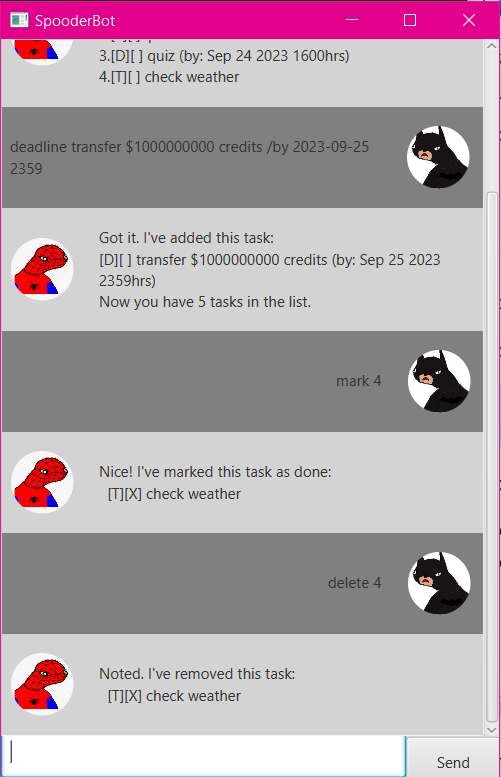 SpooderBot
3.[D][ ] quiz (by: Sep 24 2023 1600hrs)
4.[T][ ] check weather
deadline transfer $1000000000 credits /by 2023-09-25
2359
Got it. I've added this task:
[D][ ] transfer $1000000000 credits (by: Sep 25 2023
2359hrs)
Now you have 5 tasks in the list.
mark 4
Nice! I've marked this task as done:
[T][X] check weather
delete 4
Noted. I've removed this task:
[T][X] check weather
Send